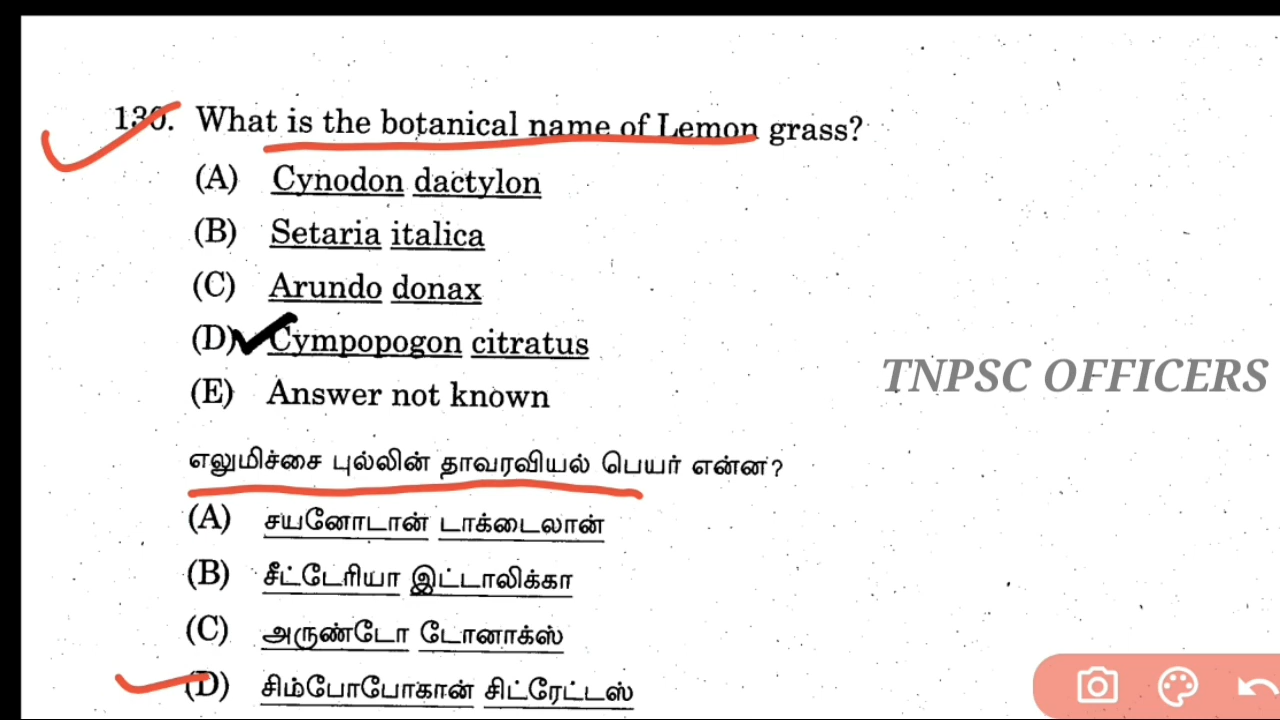 130. What is the botanical name of Lemon grass?
(A) Cynodon dactylon
(B) Setaria italica
(C) Arundo donax
(D) Cympopogon citratus
(E) Answer not known
TNPSC OFFICERS
எலுமிச்சை புல்லின் தாவரவியல் பெயர் என்ன?
(A) சயனோடான் டாக்டைலான்
(B) சீட்டேரியா இட்டாலிக்கா
(C) அருண்டோ டோனாக்ஸ்
(D) சிம்போபோகான் சிட்ரேட்டஸ்